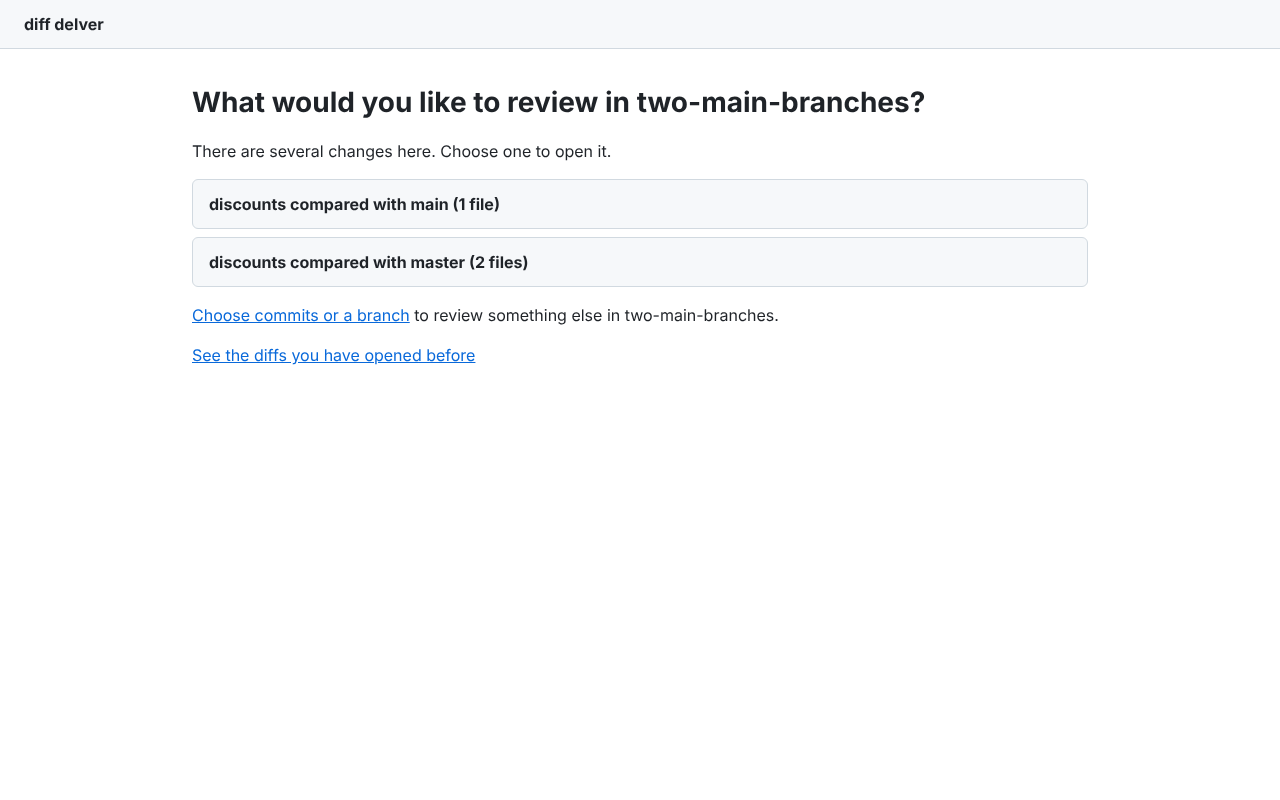 diff delver
What would you like to review in two-main-branches?
There are several changes here. Choose one to open it.
discounts compared with main (1 file)
discounts compared with master (2 files)
Choose commits or a branch to review something else in two-main-branches.
See the diffs you have opened before